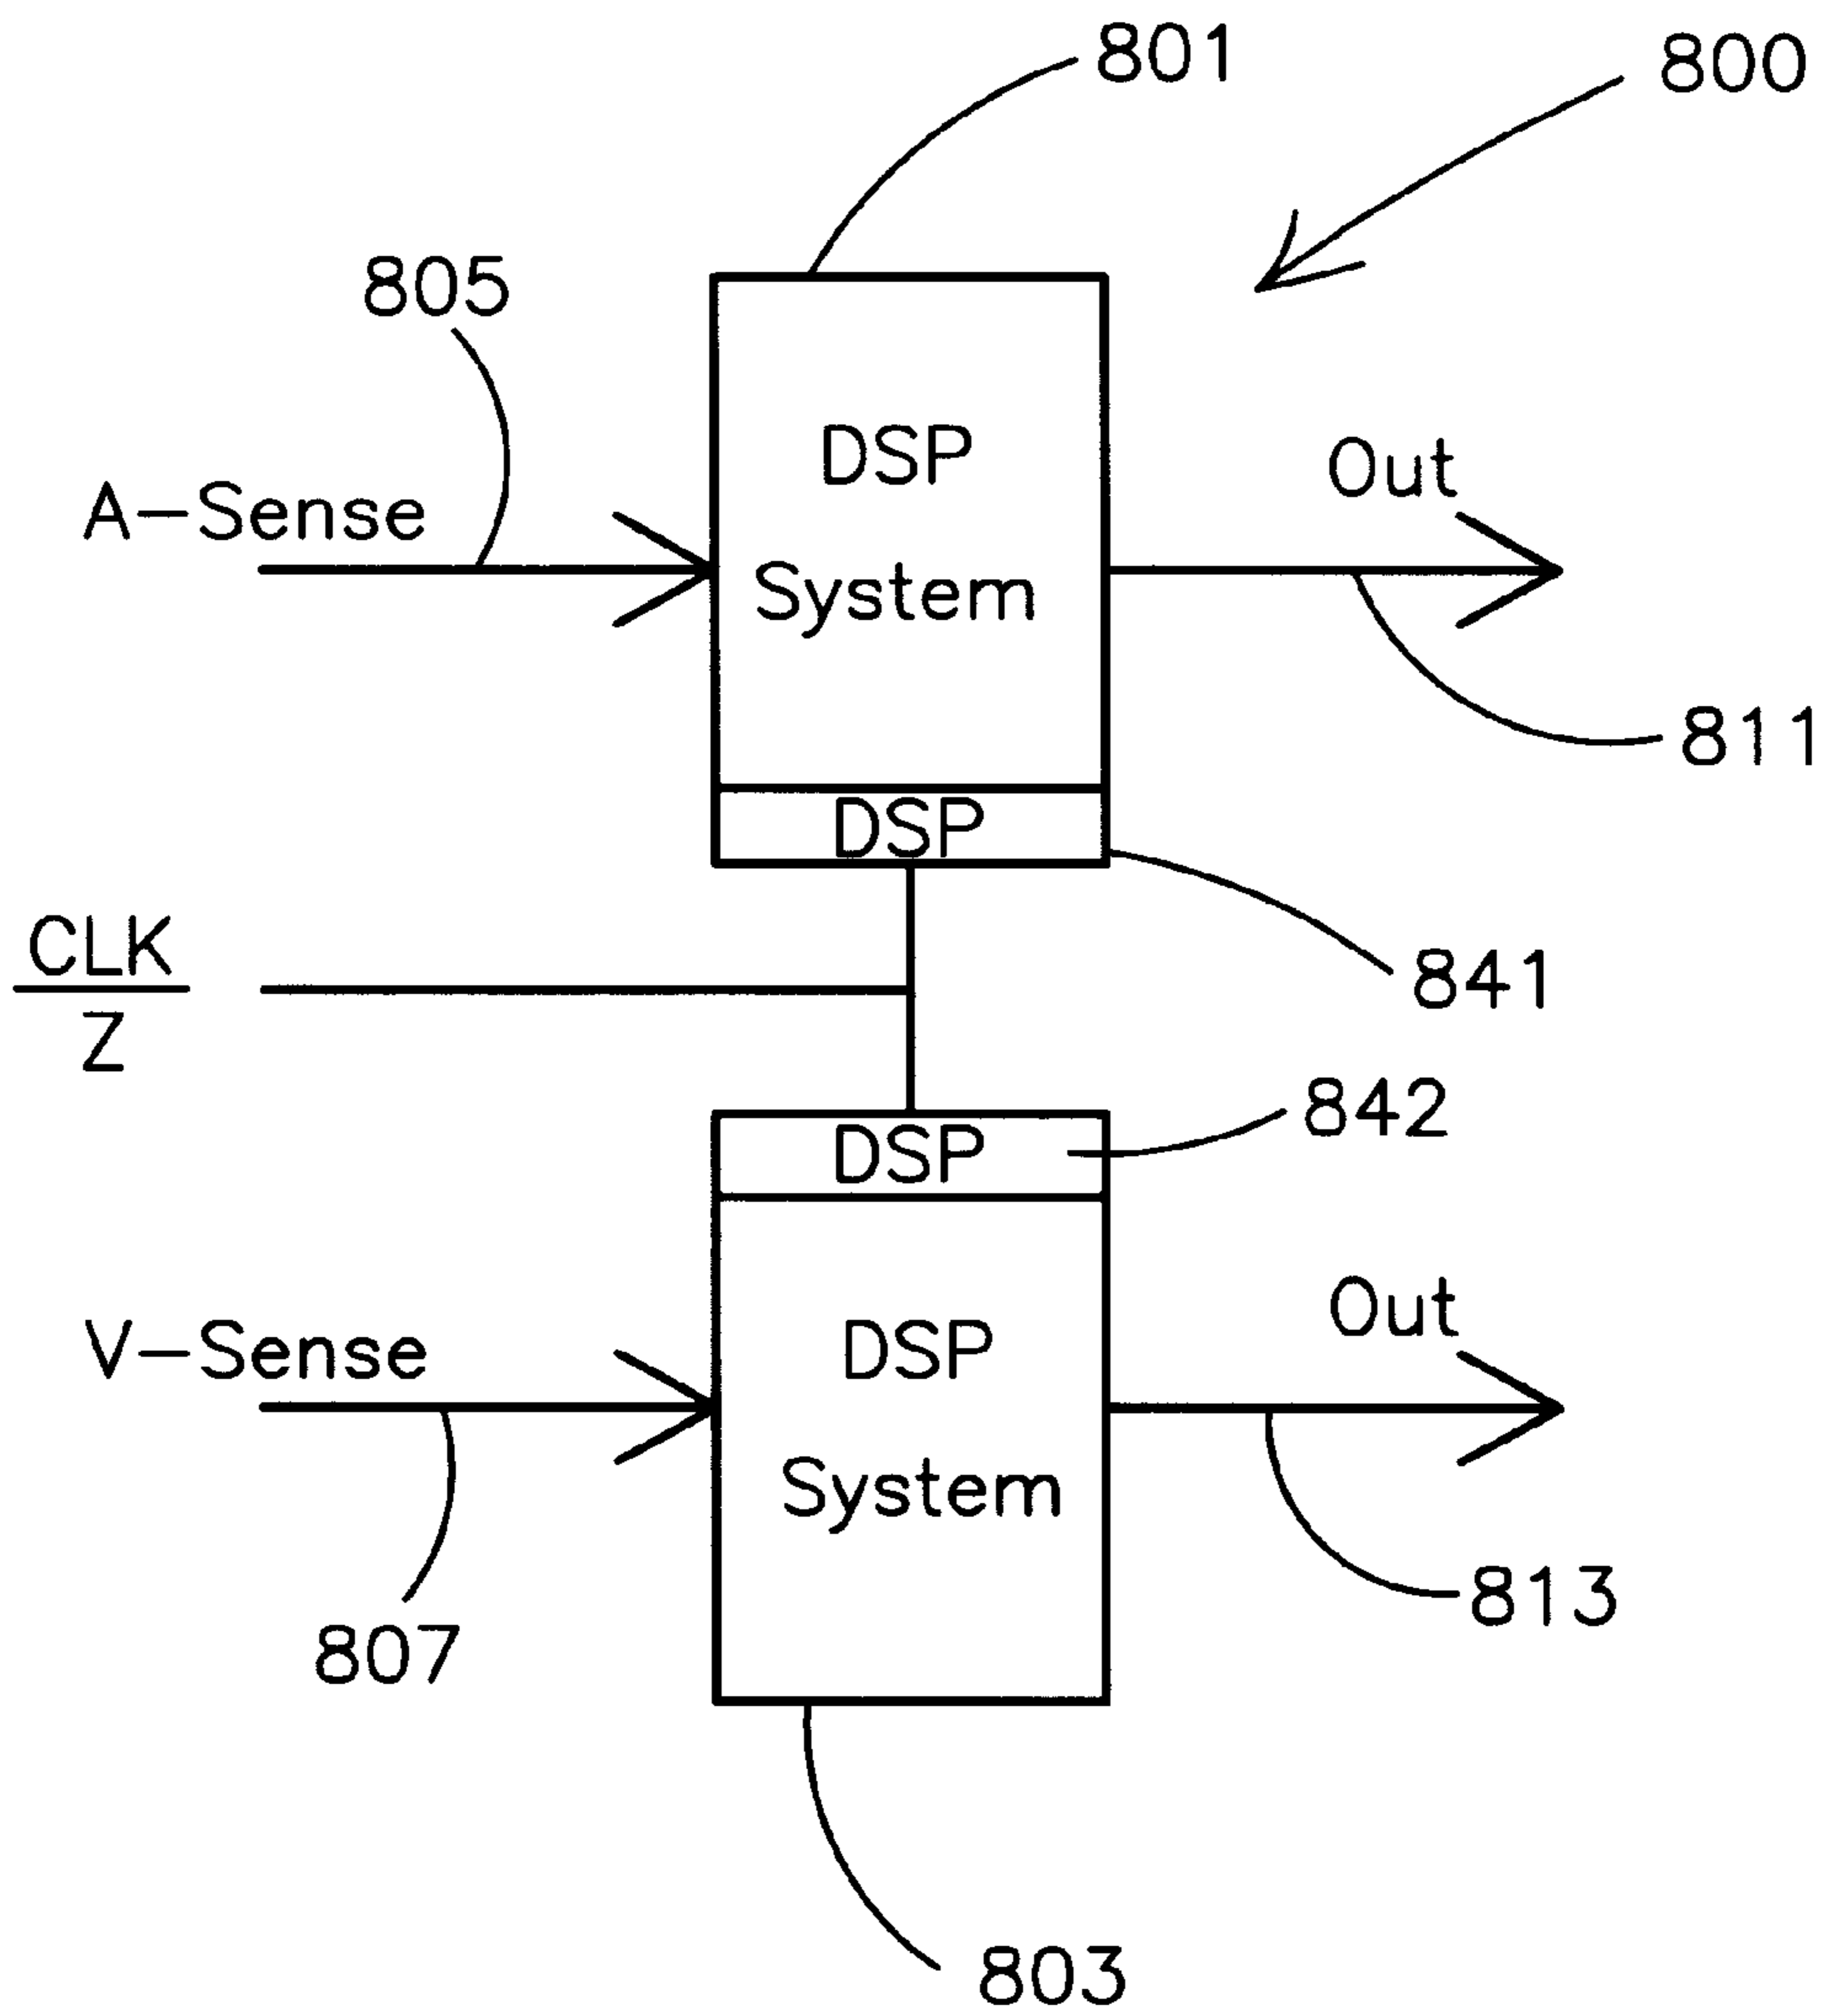 801
800
805
DSP
Out
A-Sense
System
811
DSP
CLK
841
Z
842
DSP
Out
V-Sense
DSP
System
813
807
803